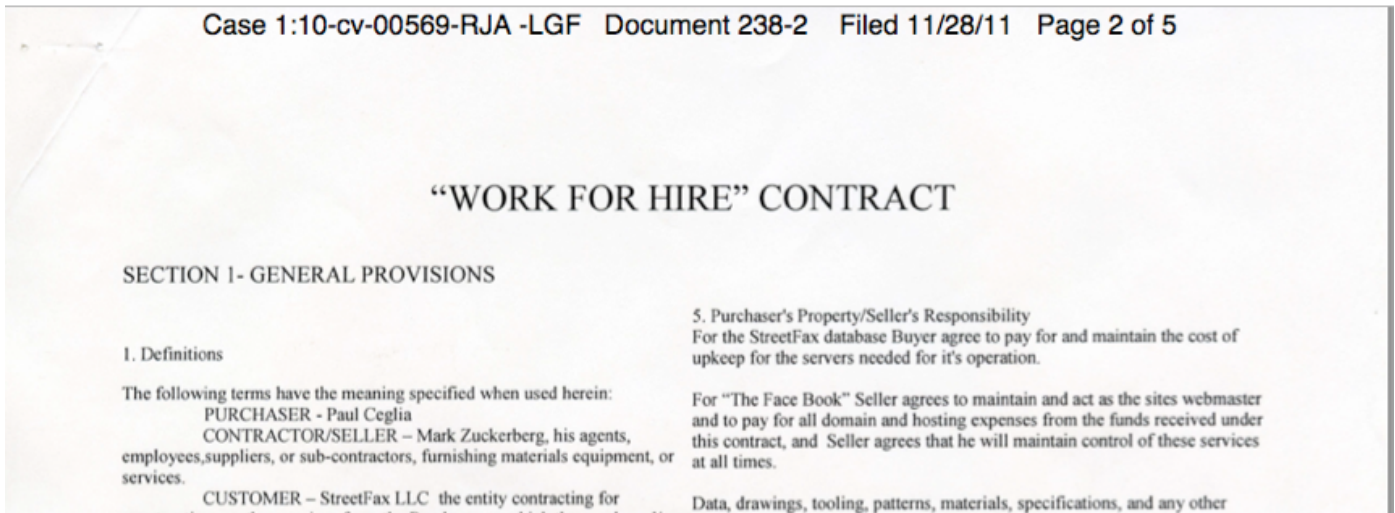 Case 1:10-cv-00569-RJA -LGF Document 238-2 Filed 11/28/11 Page 2 of 5
“WORK FOR HIRE” CONTRACT
SECTION 1- GENERAL PROVISIONS
1. Definitions
The following terms have the meaning specified when used herein:
PURCHASER - Paul Ceglia
CONTRACTOR/SELLER – Mark Zuckerberg, his agents,
employees,suppliers, or sub-contractors, furnishing materials equipment, or
services.
CUSTOMER – StreetFax LLC the entity contracting for
5. Purchaser's Property/Seller's Responsibility
For the StreetFax database Buyer agree to pay for and maintain the cost of
upkeep for the servers needed for it's operation.
For “The Face Book” Seller agrees to maintain and act as the sites webmaster
and to pay for all domain and hosting expenses from the funds received under
this contract, and Seller agrees that he will maintain control of these services
at all times.
Data, drawings, tooling, patterns, materials, specifications, and any other